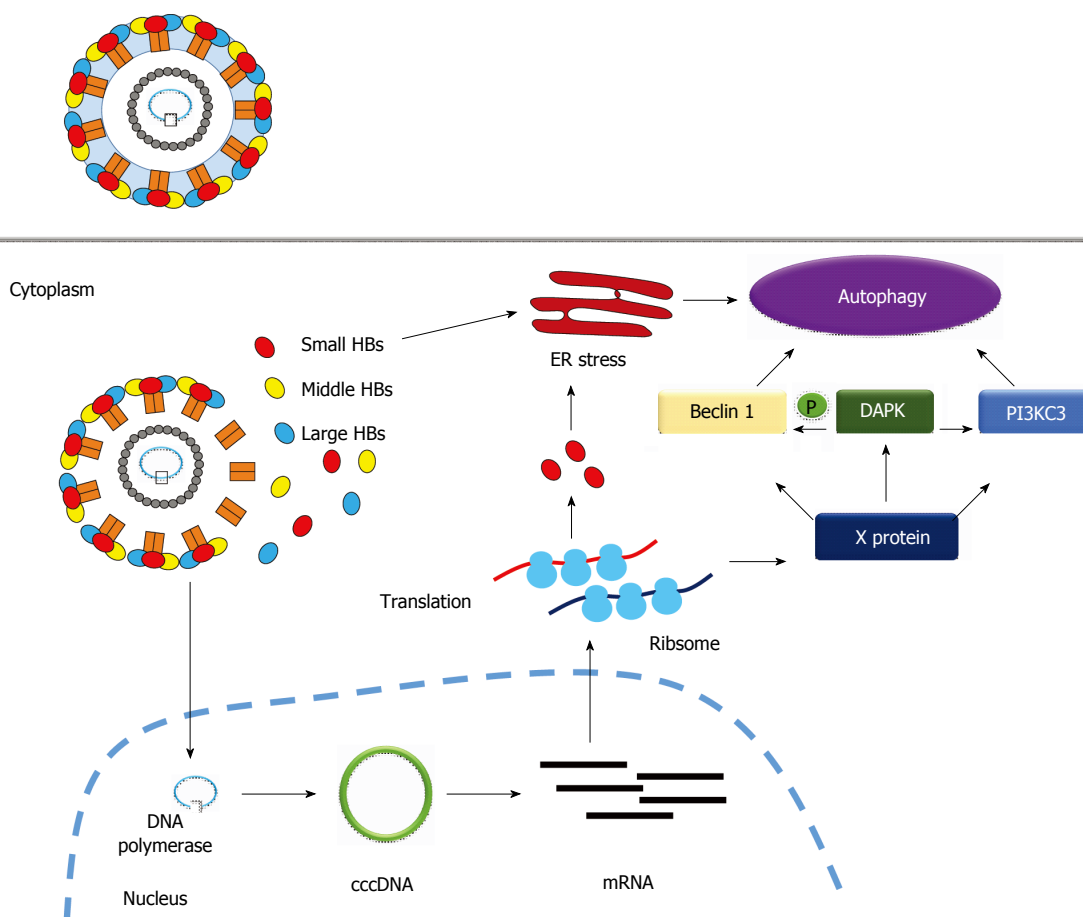 Cytoplasm
Autophagy
Small HBs
ER stress
Middle HBs
Beclin 1
P
DAPK
PI3KC3
Large HBs
X protein
Translation
Ribsome
DNA
polymerase
cccDNA
mRNA
Nucleus